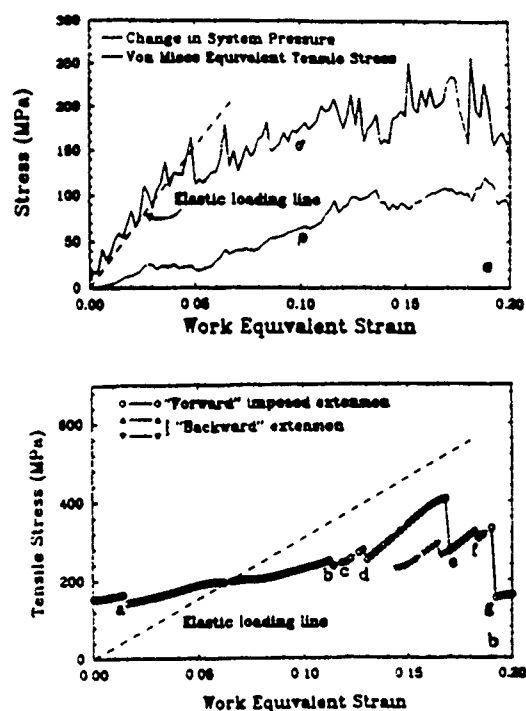 Change in System Pressure
Von Mises Equivalent Tensile Stress
Stress (MPa)
300
250
200
150
100
50
0
σ
Elastic loading line
p
a
0.00 0.05 0.10 0.15 0.20
Work Equivalent Strain
"Forward" imposed extension
"Backward" extension
Tensile Stress (MPa)
600
400
200
0
a
b
c
d
e
f
g
b
Elastic loading line
0.00 0.05 0.10 0.15 0.20
Work Equivalent Strain